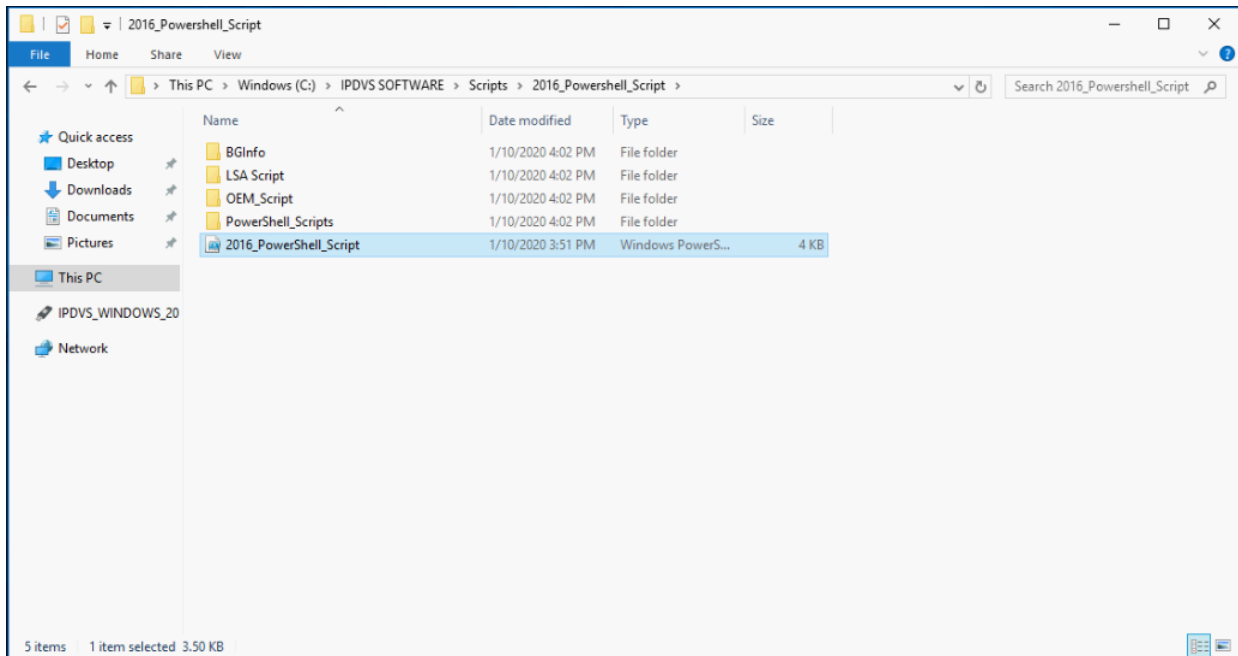 2016_Powershell_Script
File Home Share View
This PC > Windows (C:) > IPDVS SOFTWARE > Scripts > 2016_Powershell_Script >
Search 2016_Powershell_Script
Name Date modified Type Size
Quick access
Desktop
Downloads
Documents
Pictures
This PC
IPDVS_WINDOWS_20
Network
BGInfo 1/10/2020 4:02 PM File folder
LSA Script 1/10/2020 4:02 PM File folder
OEM_Script 1/10/2020 4:02 PM File folder
PowerShell_Scripts 1/10/2020 4:02 PM File folder
2016_PowerShell_Script 1/10/2020 3:51 PM Windows PowerS... 4 KB
5 items 1 item selected 3.50 KB